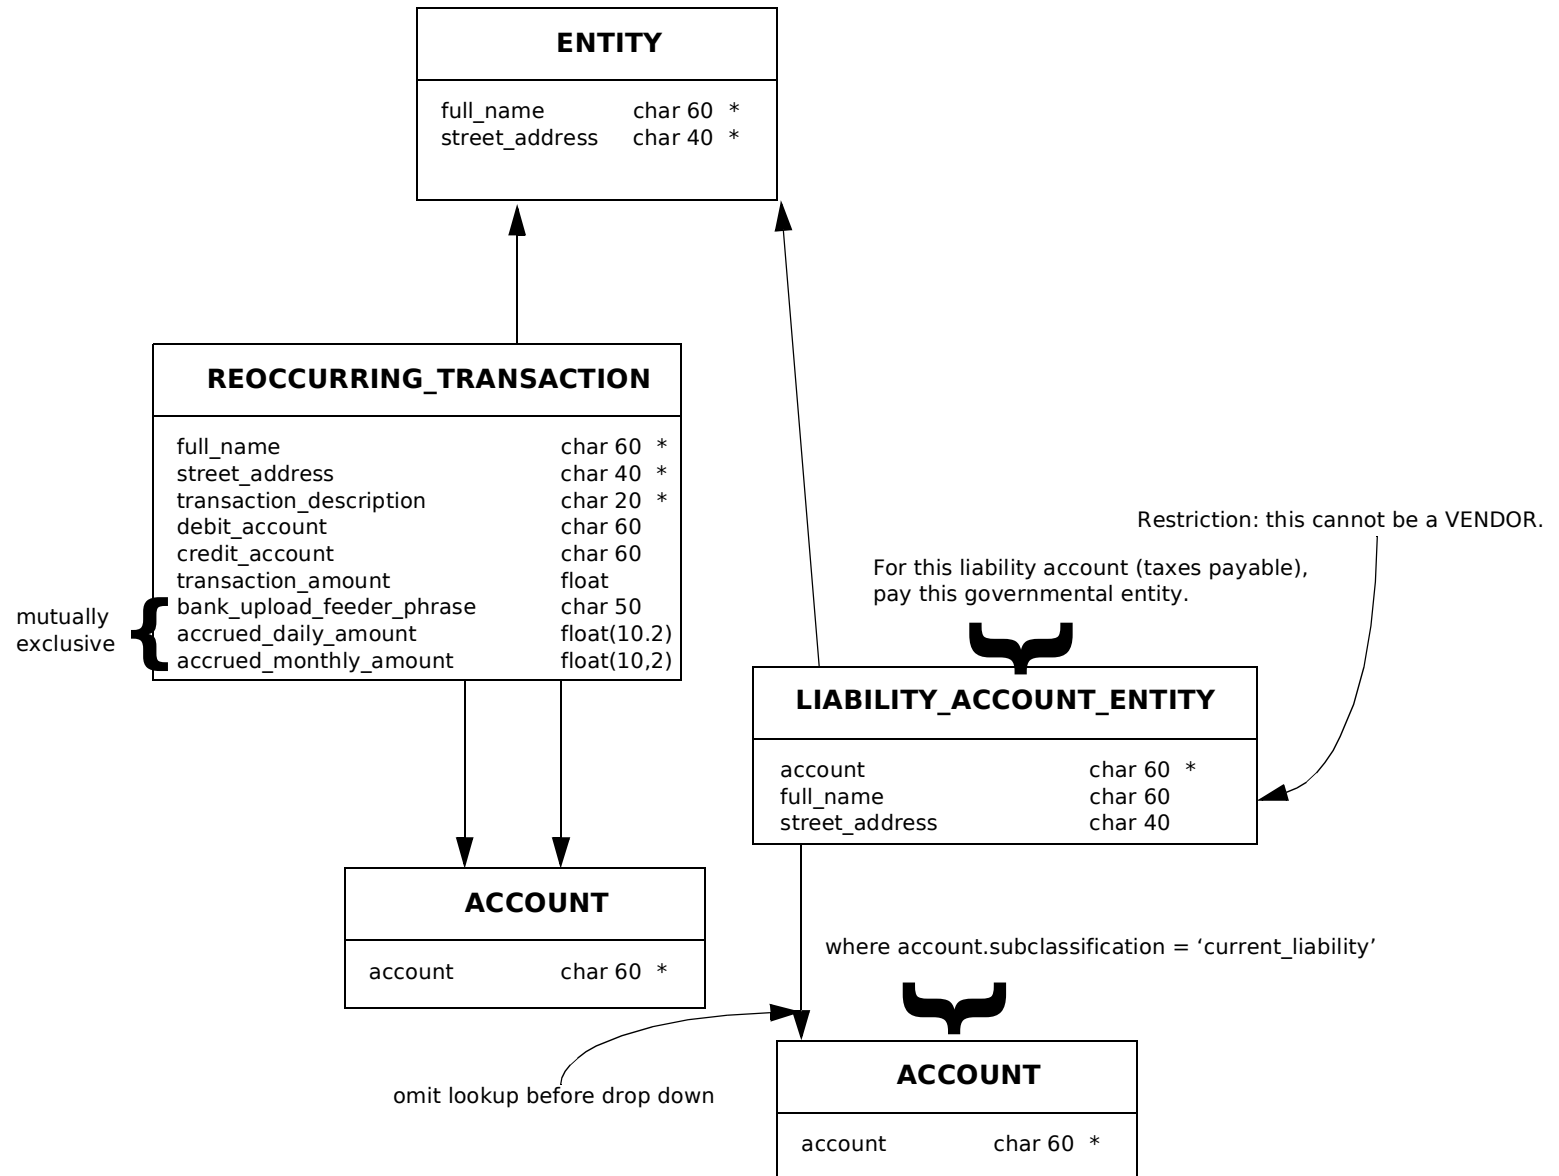 ENTITY
full_name char 60 *
street_address char 40 *
REOCCURRING_TRANSACTION
full_name char 60 *
street_address char 40 *
transaction_description char 20 *
debit_account char 60
credit_account char 60
transaction_amount float
bank_upload_feeder_phrase char 50
accrued_daily_amount float(10.2)
accrued_monthly_amount float(10,2)
mutually
exclusive
Restriction: this cannot be a VENDOR.
For this liability account (taxes payable),
pay this governmental entity.
LIABILITY_ACCOUNT_ENTITY
account char 60 *
full_name char 60
street_address char 40
ACCOUNT
account char 60 *
where account.subclassification = ‘current_liability’
omit lookup before drop down
ACCOUNT
account char 60 *